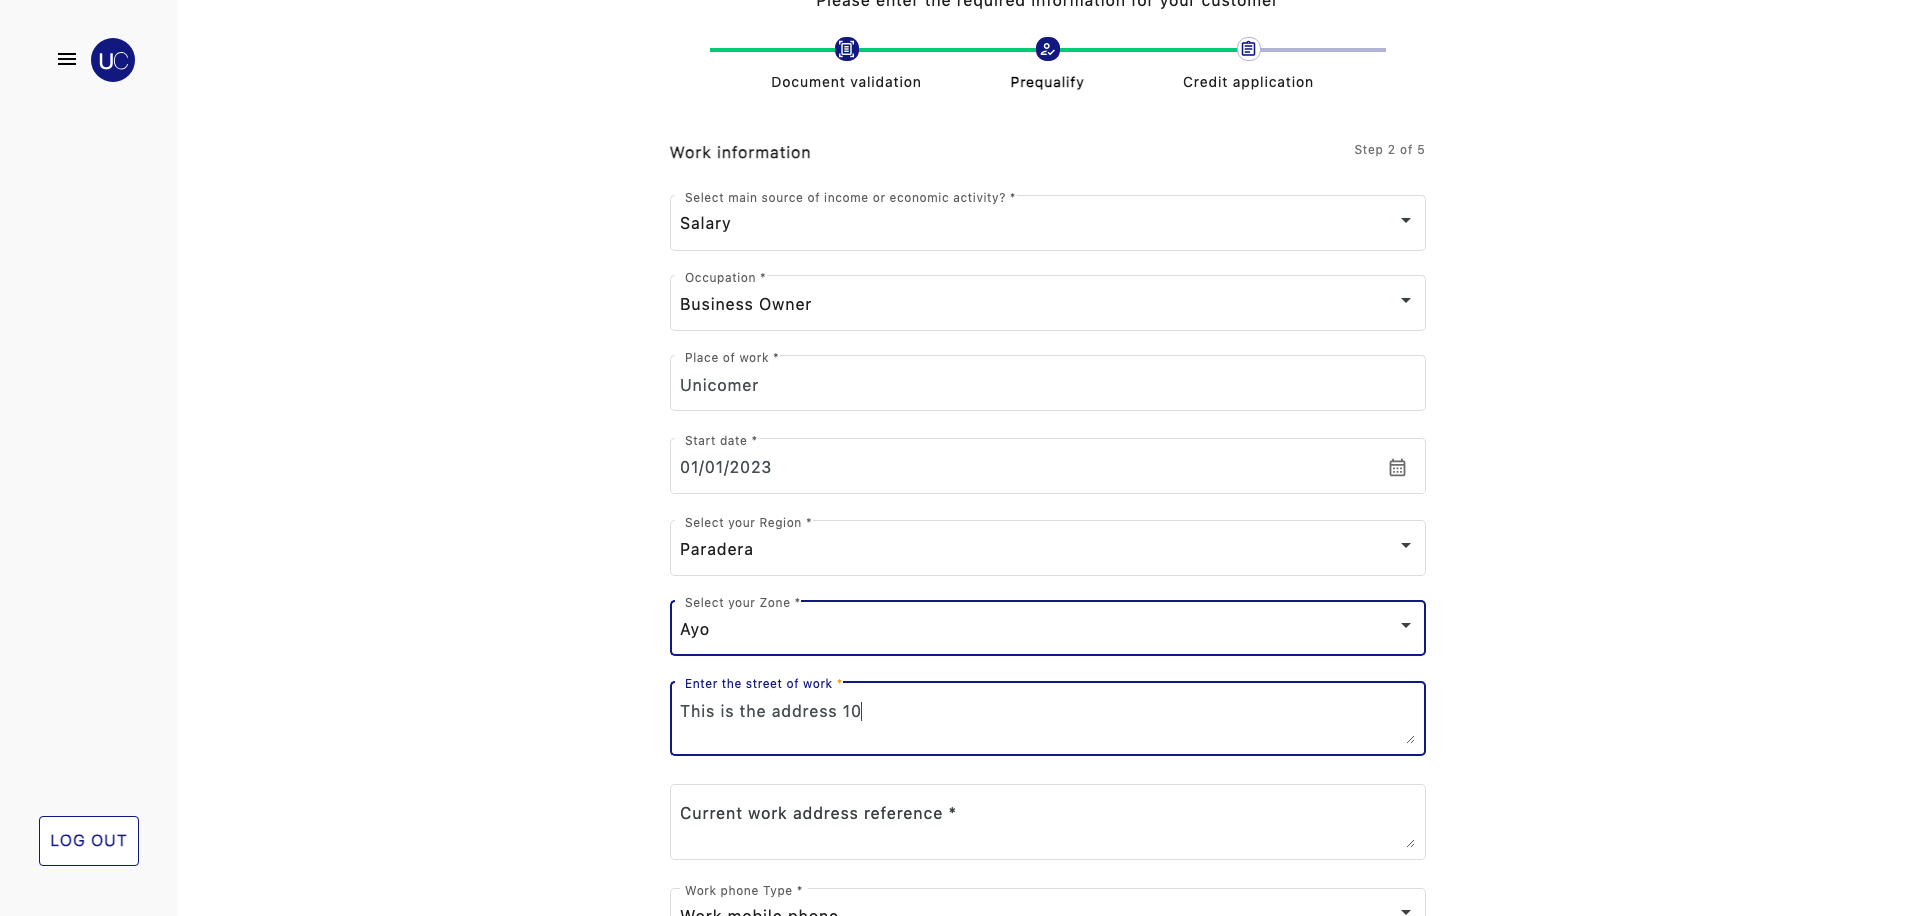 Please enter the required information for your customer
UC
Document validation
Prequalify
Credit application
Work information
Step 2 of 5
Select main source of income or economic activity? *
Salary
Occupation *
Business Owner
Place of work *
Unicomer
Start date *
01/01/2023
Select your Region *
Paradera
Select your Zone *
Ayo
Enter the street of work *
This is the address 10
Current work address reference *
LOG OUT
Work phone Type *
Work mobile phone